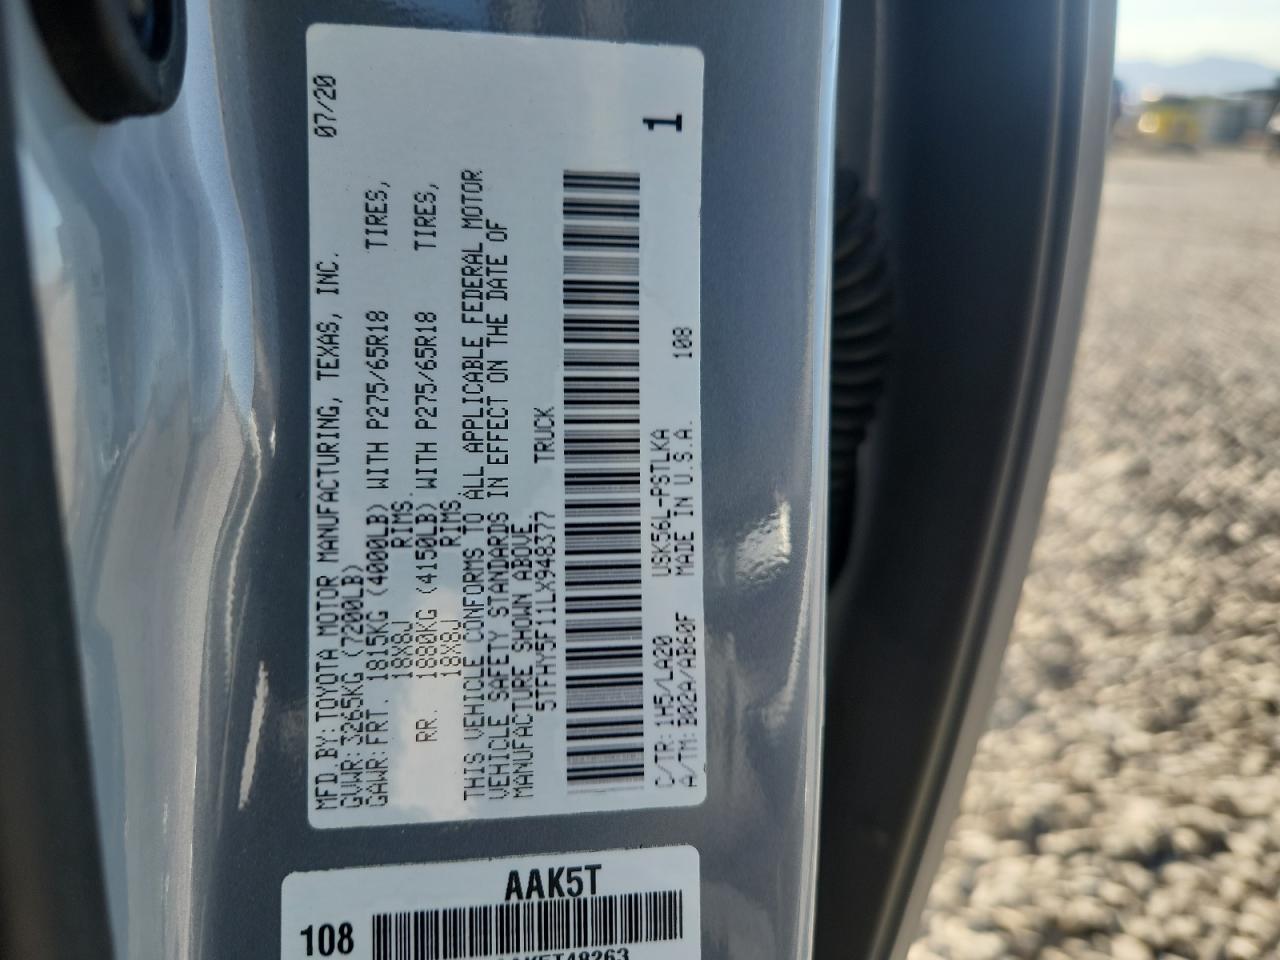 MFD BY: TOYOTA MOTOR MANUFACTURING, TEXAS, INC. 07/20
GVWR: 3265KG (7200LB)
GAWR: FRT. 1815KG (4000LB) WITH P275/65R18 TIRES,
18X8J RIMS.
RR. 1880KG (4150LB) WITH P275/65R18 TIRES,
18X8J RIMS.
THIS VEHICLE CONFORMS TO ALL APPLICABLE FEDERAL MOTOR
VEHICLE SAFETY STANDARDS IN EFFECT ON THE DATE OF
MANUFACTURE SHOWN ABOVE.
5TFHY5F11LX948377 TRUCK
1
C/TR: 1H5/LA20 USK56L-PSTLKA 108
A/TM: B02A/AB60F MADE IN U.S.A.
AAK5T
108